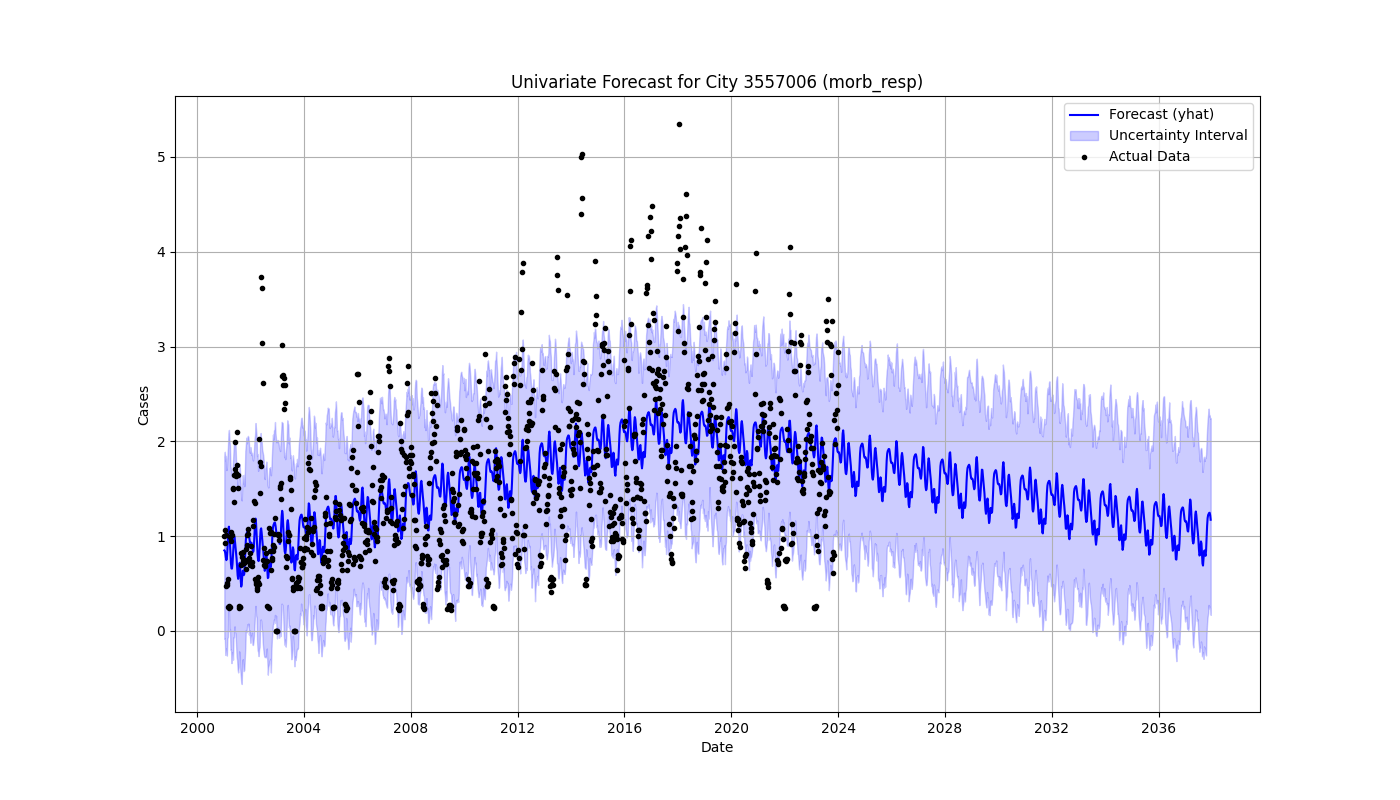 Univariate Forecast for City 3557006 (morb_resp)
Forecast (yhat)
Uncertainty Interval
Actual Data
Cases
5
4
3
2
1
0
2000 2004 2008 2012 2016 2020 2024 2028 2032 2036
Date